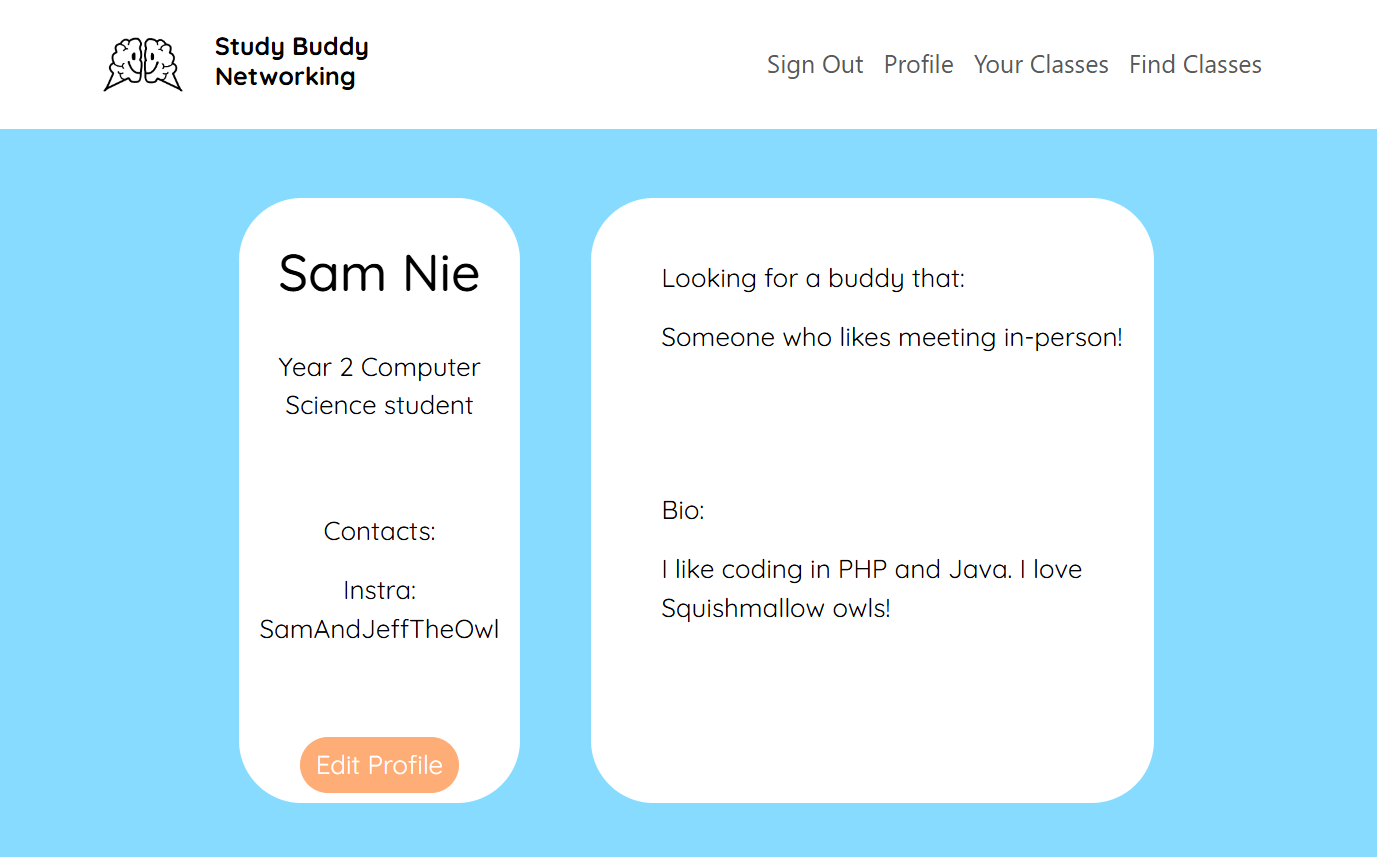 Study Buddy
Networking
Sign Out Profile Your Classes Find Classes
Sam Nie
Year 2 Computer
Science student
Contacts:
Instra:
SamAndJeffTheOwl
Edit Profile
Looking for a buddy that:
Someone who likes meeting in-person!
Bio:
I like coding in PHP and Java. I love
Squishmallow owls!